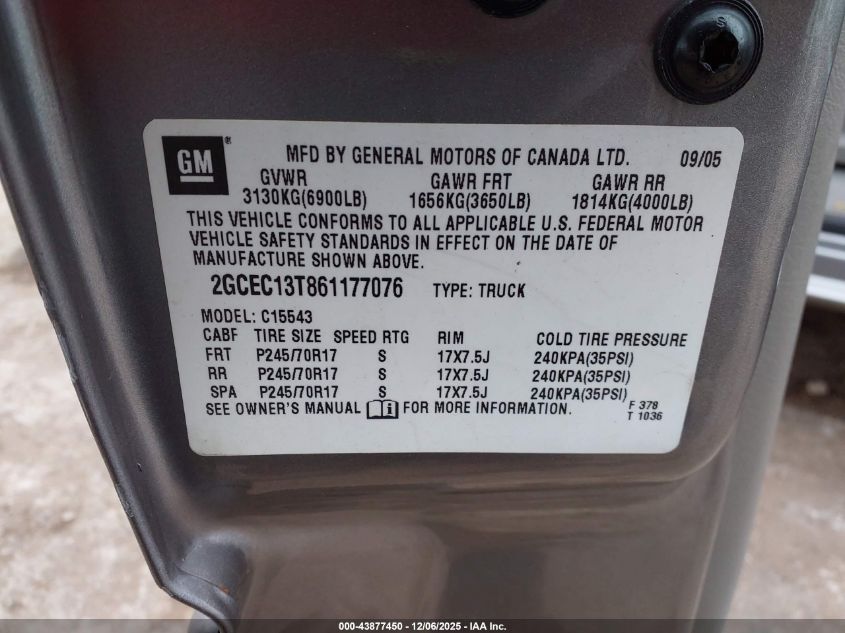 GM ® MFD BY GENERAL MOTORS OF CANADA LTD. 09/05
GVWR GAWR FRT GAWR RR
3130KG(6900LB) 1656KG(3650LB) 1814KG(4000LB)
THIS VEHICLE CONFORMS TO ALL APPLICABLE U.S. FEDERAL MOTOR
VEHICLE SAFETY STANDARDS IN EFFECT ON THE DATE OF
MANUFACTURE SHOWN ABOVE.
2GCEC13T861177076 TYPE: TRUCK
MODEL: C15543
CABF TIRE SIZE SPEED RTG RIM COLD TIRE PRESSURE
FRT P245/70R17 S 17X7.5J 240KPA(35PSI)
RR P245/70R17 S 17X7.5J 240KPA(35PSI)
SPA P245/70R17 S 17X7.5J 240KPA(35PSI)
SEE OWNER'S MANUAL i FOR MORE INFORMATION. F 378
T 1036
000-43877450 - 12/06/2025 - IAA Inc.